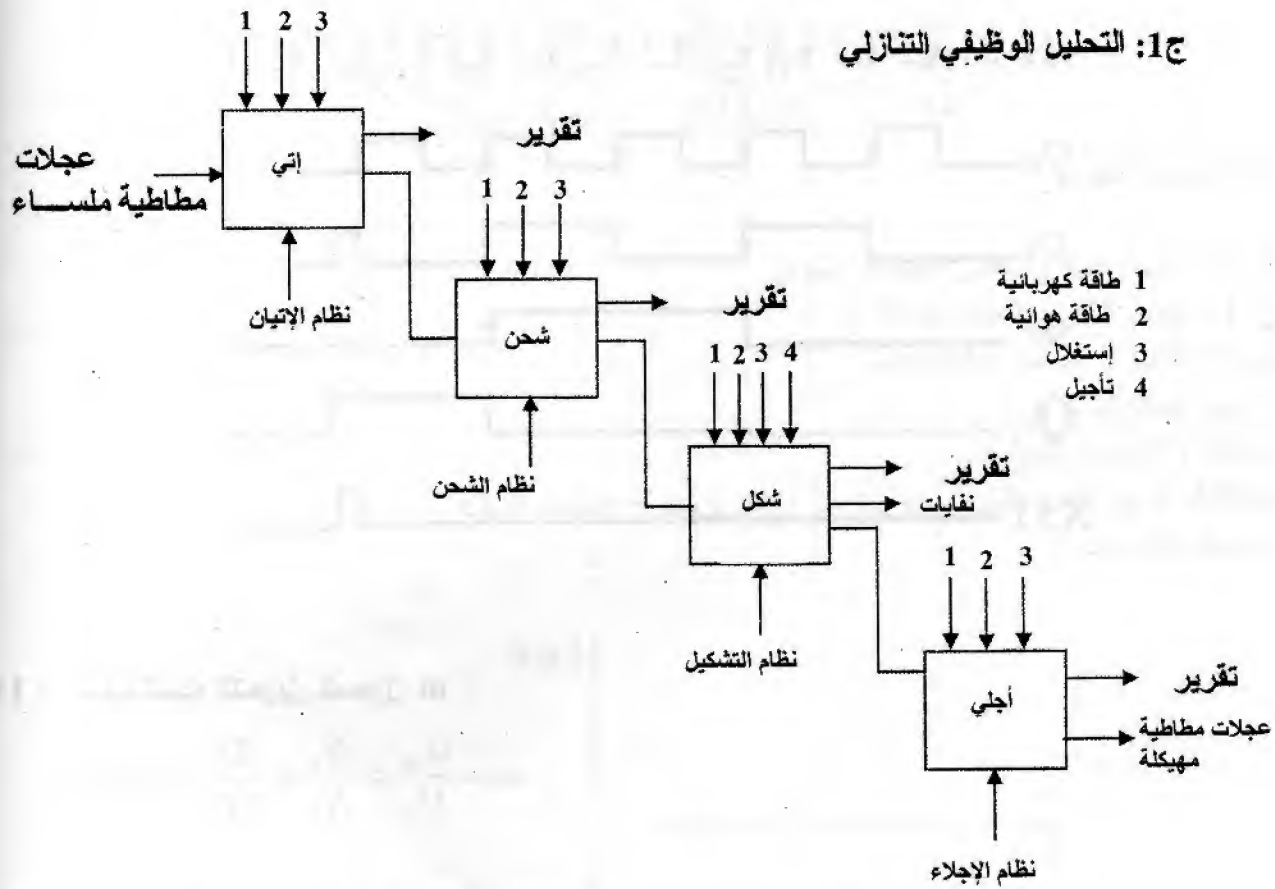 ج1: التحليل الوظيفي التنازلي
1 2 3
إتي
تقرير
عجلات
مطاطية ملساء
نظام الإتيان
1 2 3
شحن
تقرير
نظام الشحن
1 طاقة كهربائية
2 طاقة هوائية
3 إستغلال
4 تأجيل
1 2 3 4
شكل
تقرير
نفايات
نظام التشكيل
1 2 3
أجلي
تقرير
عجلات مطاطية
مهيكلة
نظام الإجلاء